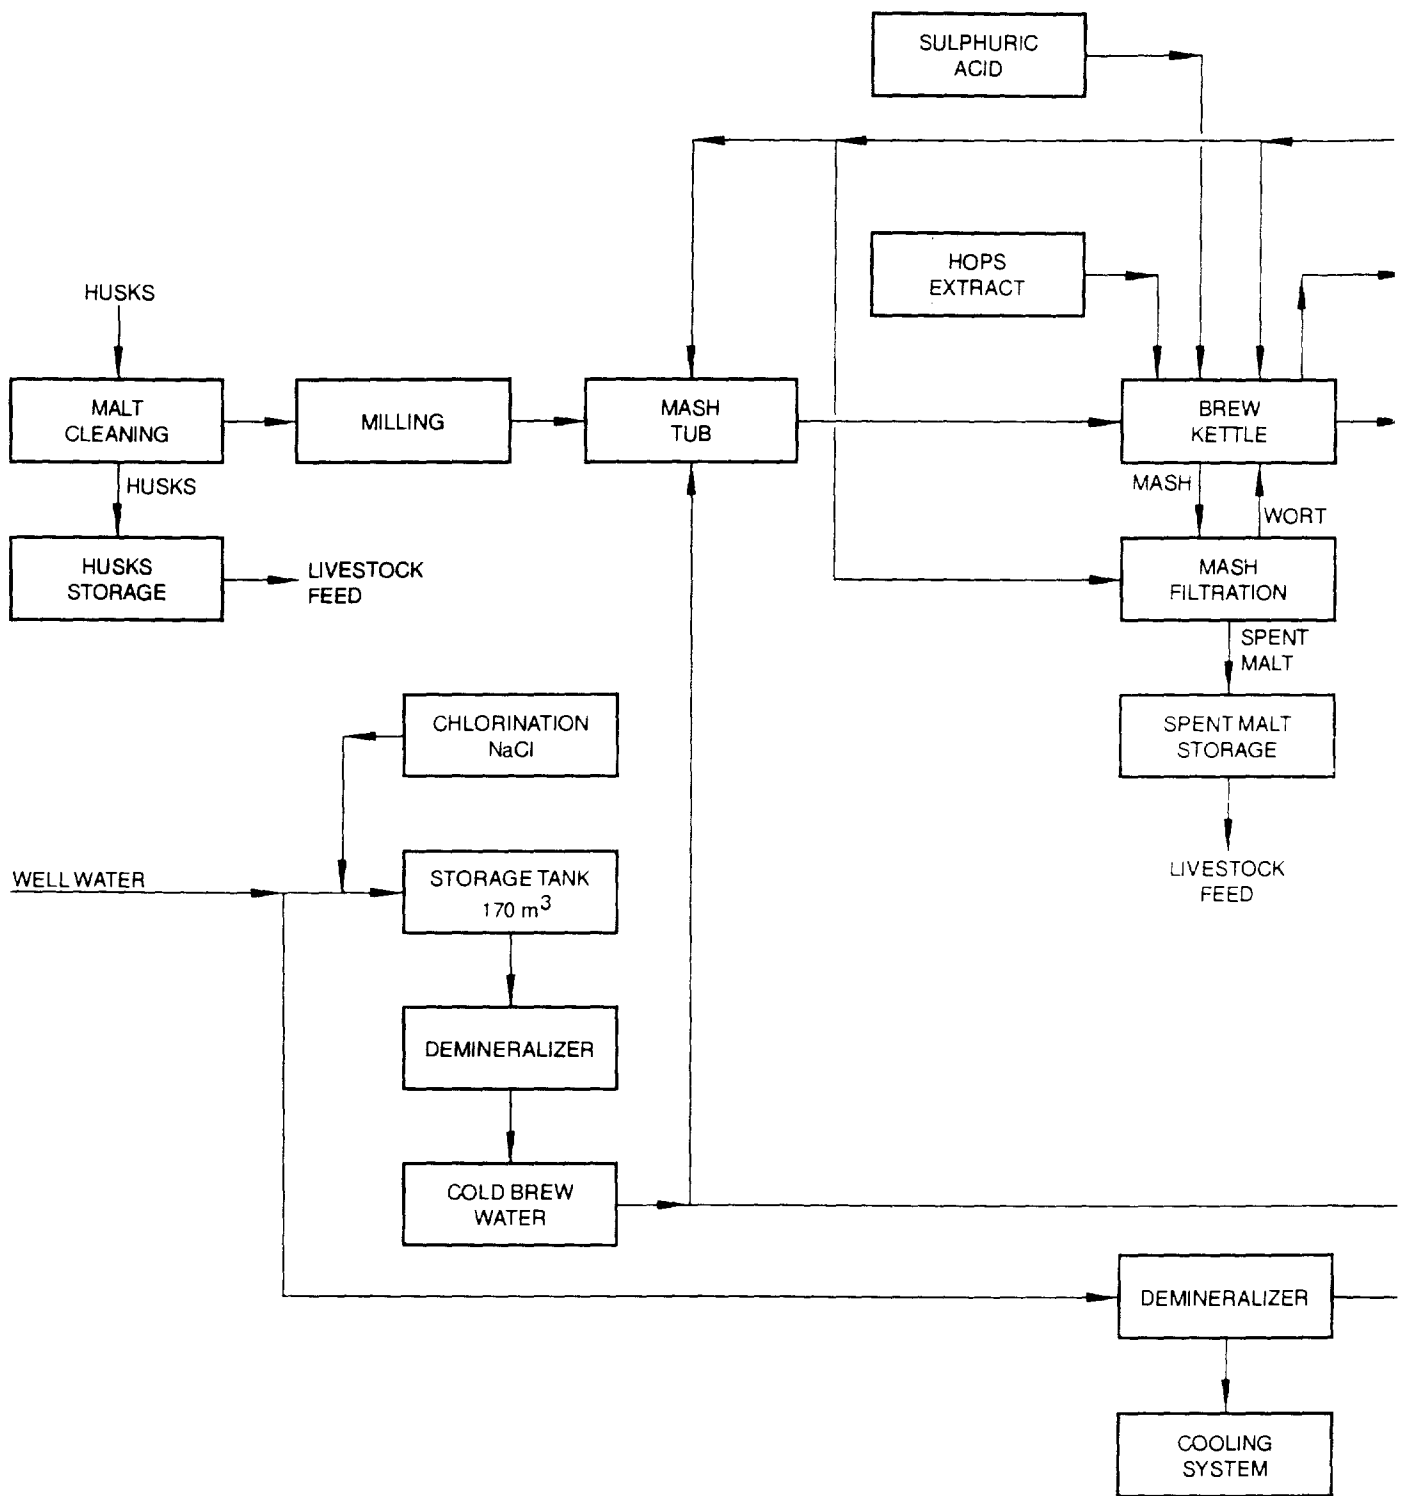 SULPHURIC
ACID
HOPS
EXTRACT
HUSKS
MALT
CLEANING
MILLING
MASH
TUB
BREW
KETTLE
HUSKS
MASH
WORT
HUSKS
STORAGE
LIVESTOCK
FEED
MASH
FILTRATION
SPENT
MALT
CHLORINATION
NaCl
SPENT MALT
STORAGE
WELL WATER
STORAGE TANK
170 m³
LIVESTOCK
FEED
DEMINERALIZER
COLD BREW
WATER
DEMINERALIZER
COOLING
SYSTEM